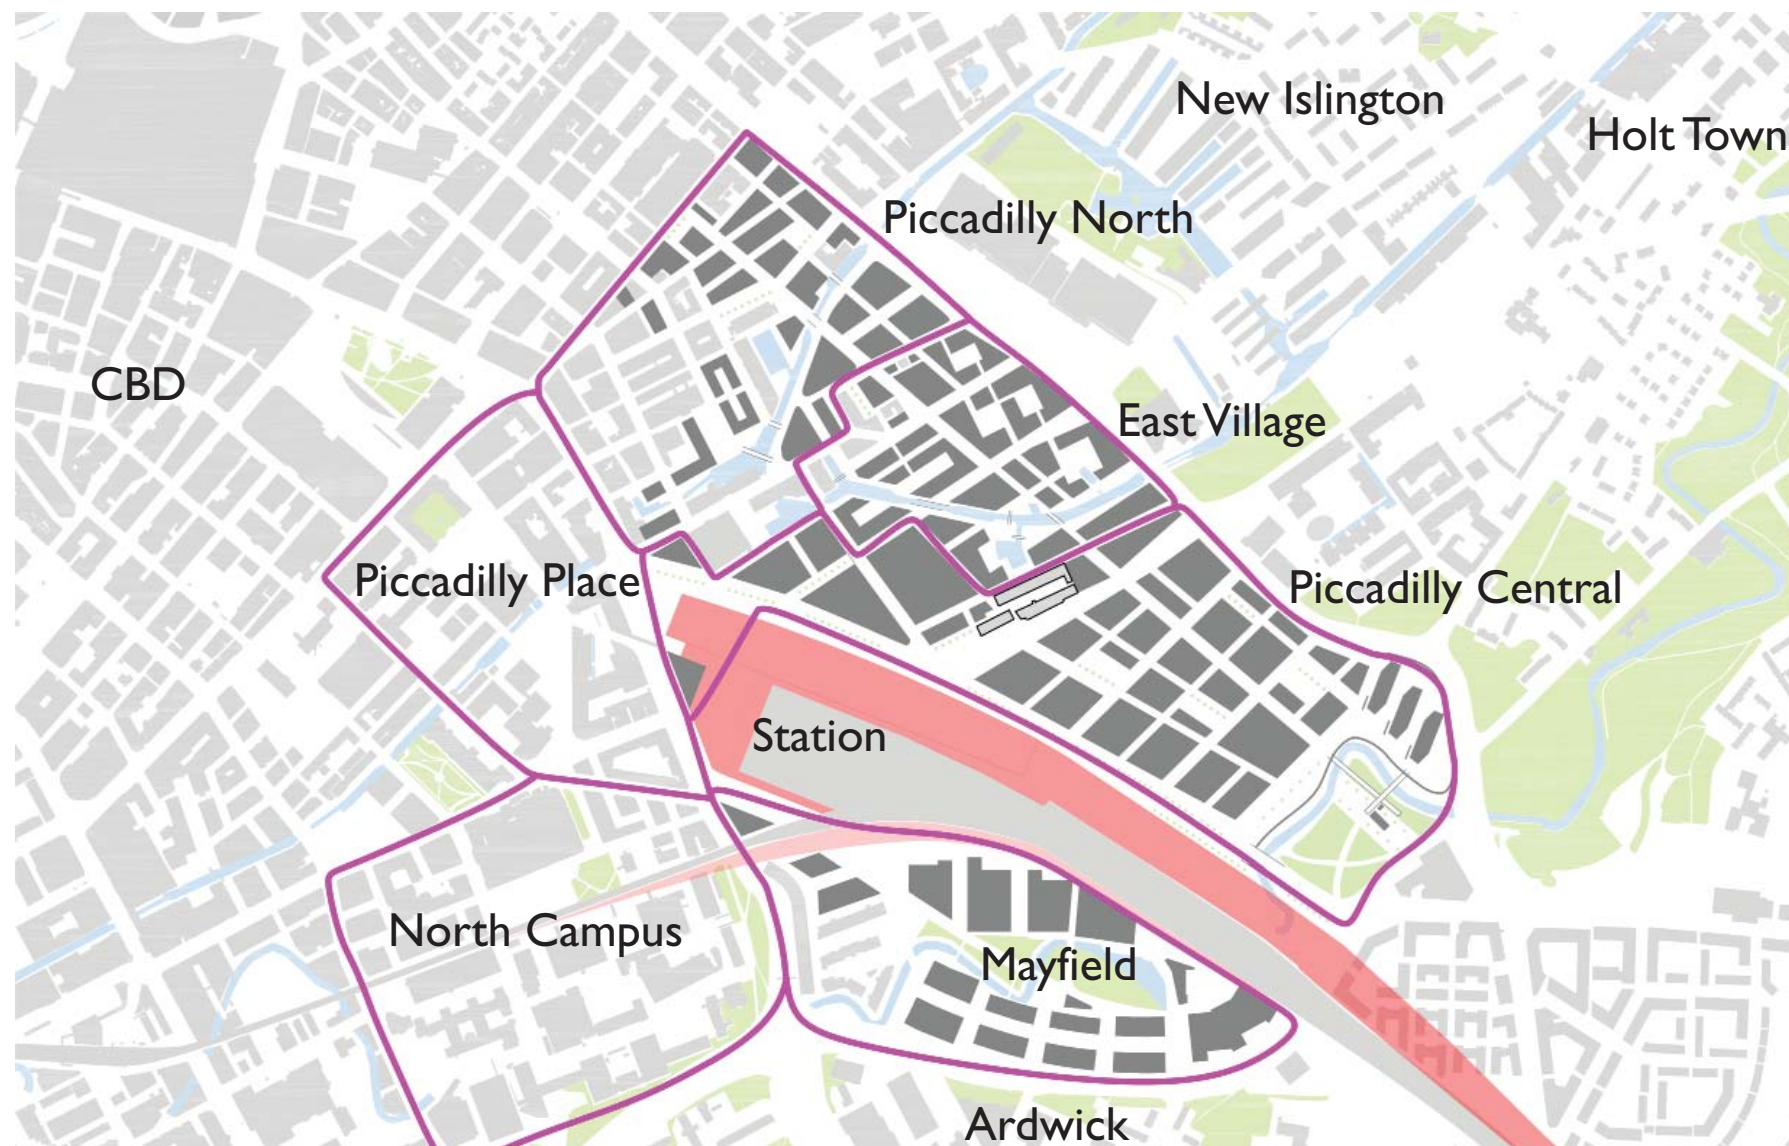 New Islington
Holt Town
Piccadilly North
CBD
East Village
Piccadilly Place
Piccadilly Central
Station
North Campus
Mayfield
Ardwick